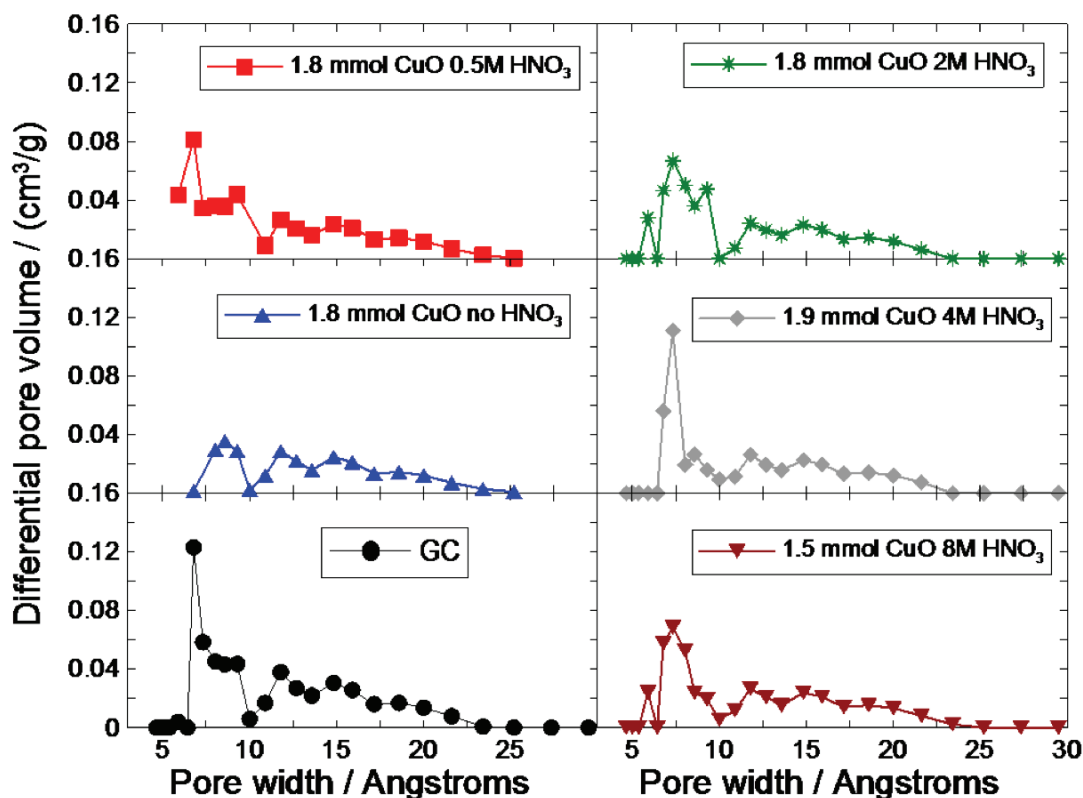 Differential pore volume / (cm³/g)
0.16
0.12
0.08
0.04
0.16
0.12
0.04
0.16
0.12
0.08
0.04
0
1.8 mmol CuO 0.5M HNO₃
1.8 mmol CuO 2M HNO₃
1.8 mmol CuO no HNO₃
1.9 mmol CuO 4M HNO₃
GC
1.5 mmol CuO 8M HNO₃
5 10 15 20 25
5 10 15 20 25 30
Pore width / Angstroms
Pore width / Angstroms